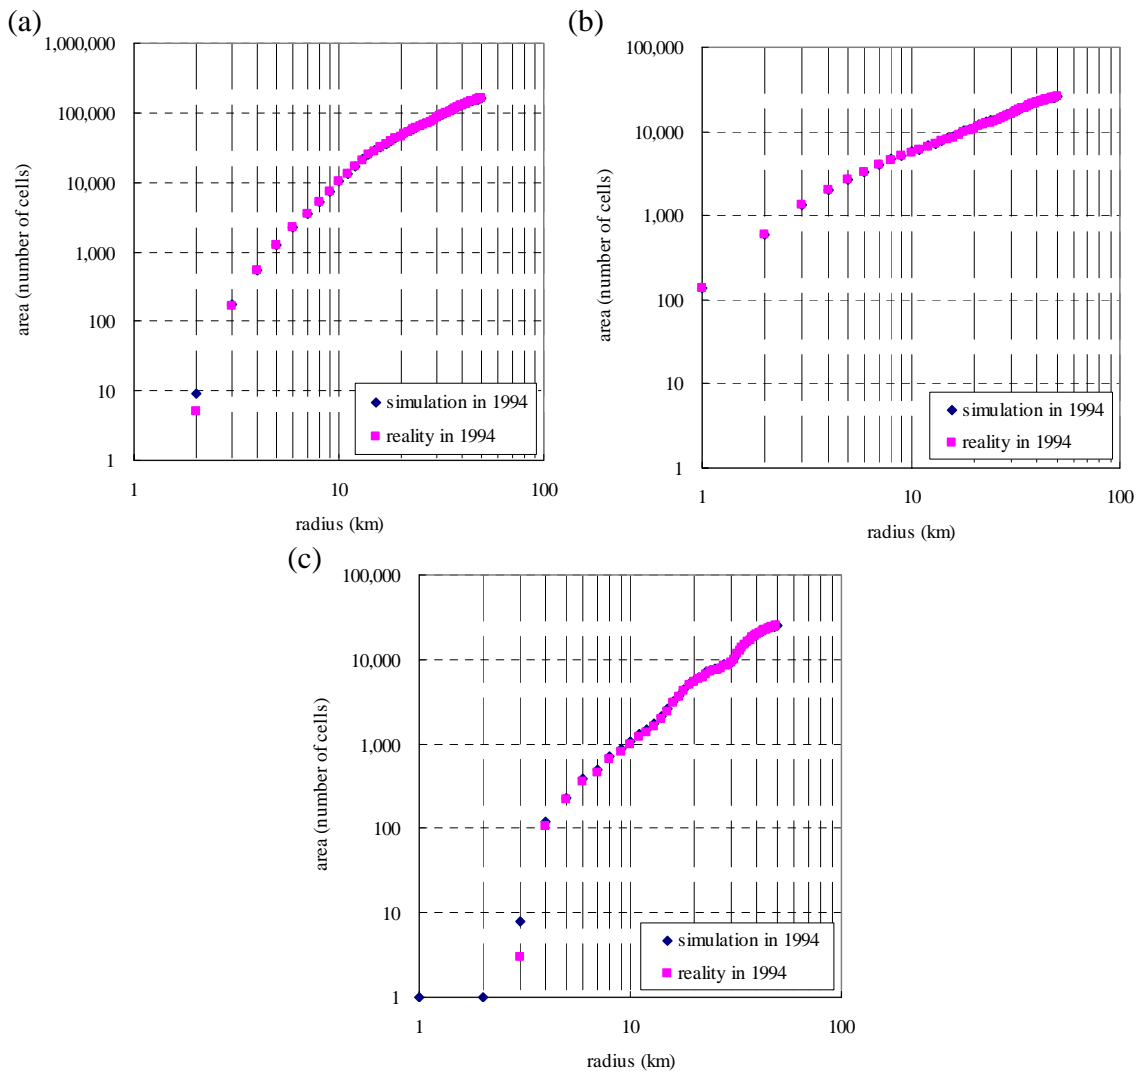 (a)
1,000,000
100,000
10,000
1,000
100
10
1
area (number of cells)
simulation in 1994
reality in 1994
1
10
100
radius (km)
(b)
100,000
10,000
1,000
100
10
1
area (number of cells)
simulation in 1994
reality in 1994
1
10
100
radius (km)
(c)
100,000
10,000
1,000
100
10
1
area (number of cells)
simulation in 1994
reality in 1994
1
10
100
radius (km)